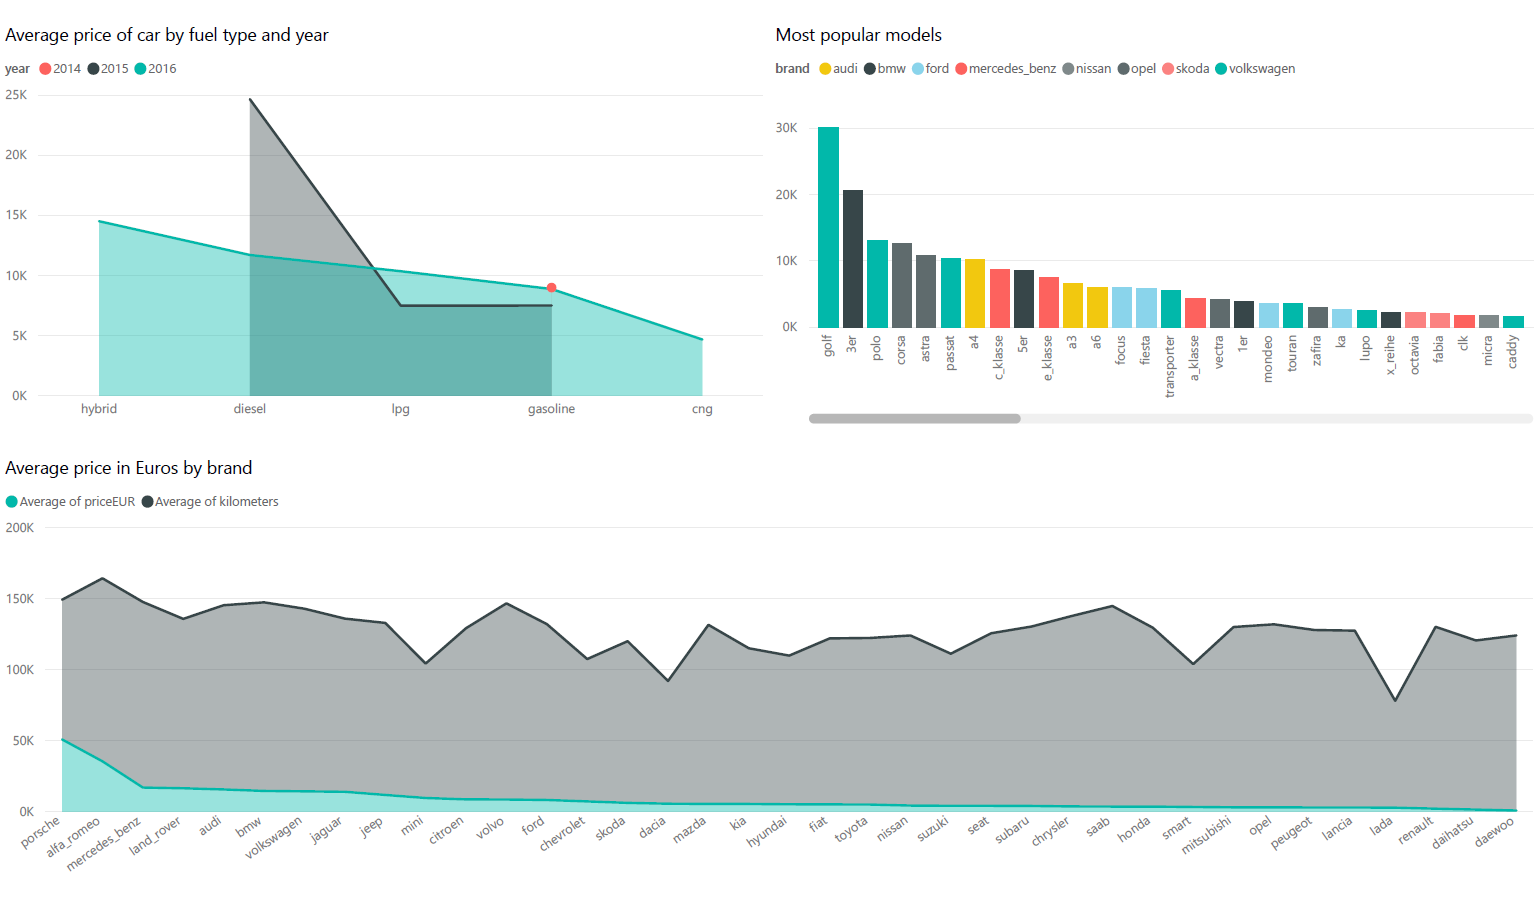 Average price of car by fuel type and year
year 2014 2015 2016
25K
20K
15K
10K
5K
0K
hybrid diesel lpg gasoline cng
Most popular models
brand audi bmw ford mercedes_benz nissan opel skoda volkswagen
30K
20K
10K
0K
golf 3er polo corsa astra passat a4 c_klasse 5er e_klasse a3 a6 focus fiesta transporter a_klasse vectra 1er mondeo touran zafira ka lupo x_reihe octavia fabia clk micra caddy
Average price in Euros by brand
Average of priceEUR Average of kilometers
200K
150K
100K
50K
0K
porsche alfa_romeo mercedes_benz land_rover audi bmw volkswagen jaguar jeep mini citroen volvo ford chevrolet skoda dacia mazda kia hyundai fiat toyota nissan suzuki seat subaru chrysler saab honda smart mitsubishi opel peugeot lancia lada renault daihatsu daewoo